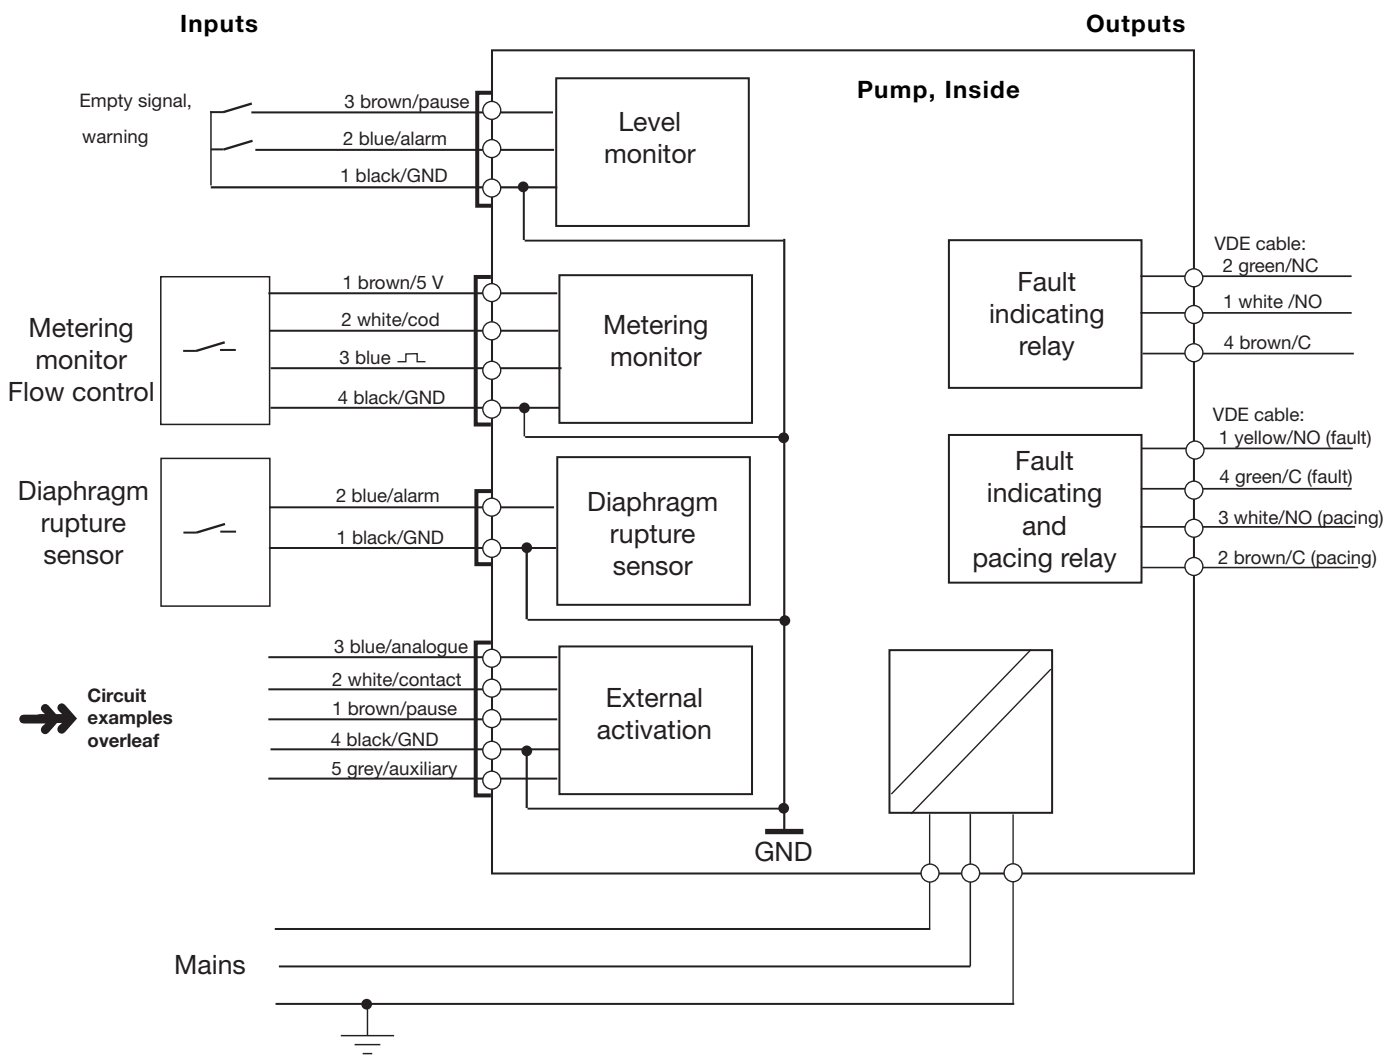 Inputs
Outputs
Pump, Inside
Empty signal,
warning
3 brown/pause
2 blue/alarm
1 black/GND
Level
monitor
Metering
monitor
Flow control
1 brown/5 V
2 white/cod
3 blue
4 black/GND
Metering
monitor
Diaphragm
rupture
sensor
2 blue/alarm
1 black/GND
Diaphragm
rupture
sensor
Circuit
examples
overleaf
3 blue/analogue
2 white/contact
1 brown/pause
4 black/GND
5 grey/auxiliary
External
activation
GND
Fault
indicating
relay
VDE cable:
2 green/NC
1 white /NO
4 brown/C
Fault
indicating
and
pacing relay
VDE cable:
1 yellow/NO (fault)
4 green/C (fault)
3 white/NO (pacing)
2 brown/C (pacing)
Mains